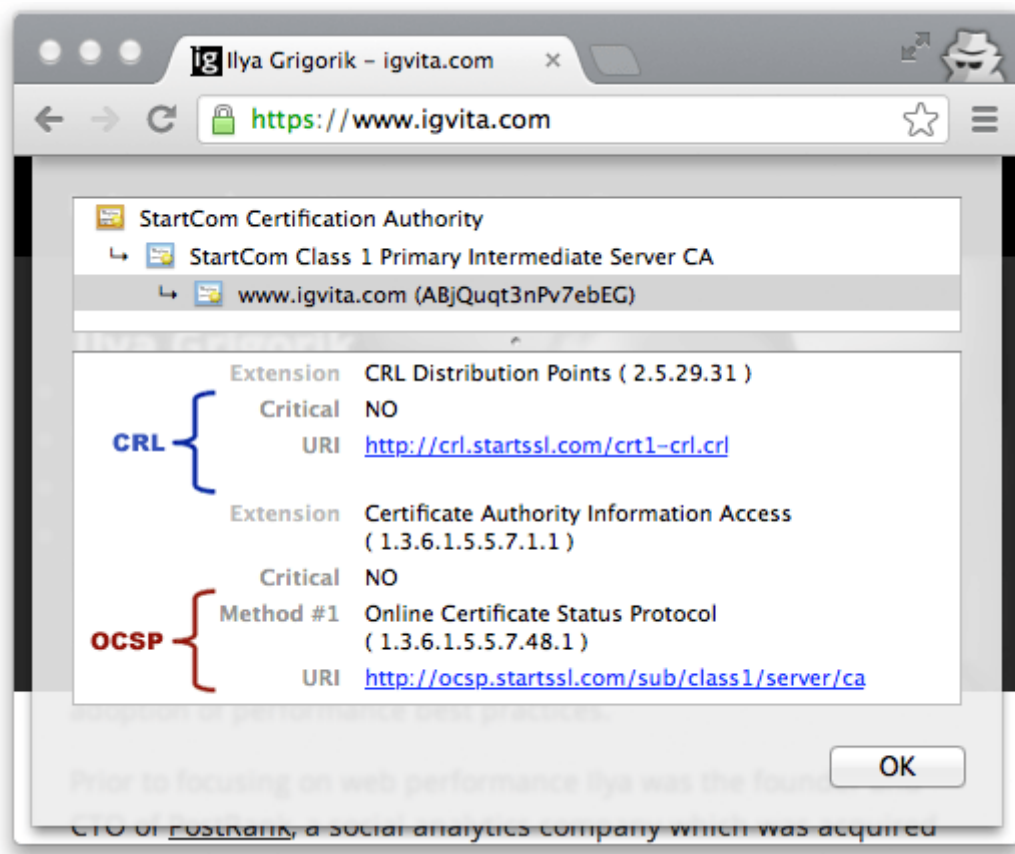 ig Ilya Grigorik – igvita.com ×
https://www.igvita.com
StartCom Certification Authority
StartCom Class 1 Primary Intermediate Server CA
www.igvita.com (ABjQuqt3nPv7ebEG)
Ilya Grigorik
Extension CRL Distribution Points ( 2.5.29.31 )
Critical NO
CRL
URI http://crl.startssl.com/crt1-crl.crl
Extension Certificate Authority Information Access
( 1.3.6.1.5.5.7.1.1 )
Critical NO
Method #1 Online Certificate Status Protocol
OCSP
( 1.3.6.1.5.5.7.48.1 )
URI http://ocsp.startssl.com/sub/class1/server/ca
adoption of performance best practices.
OK
Prior to focusing on web performance Ilya was the founder and
CTO of PostRank, a social analytics company which was acquired